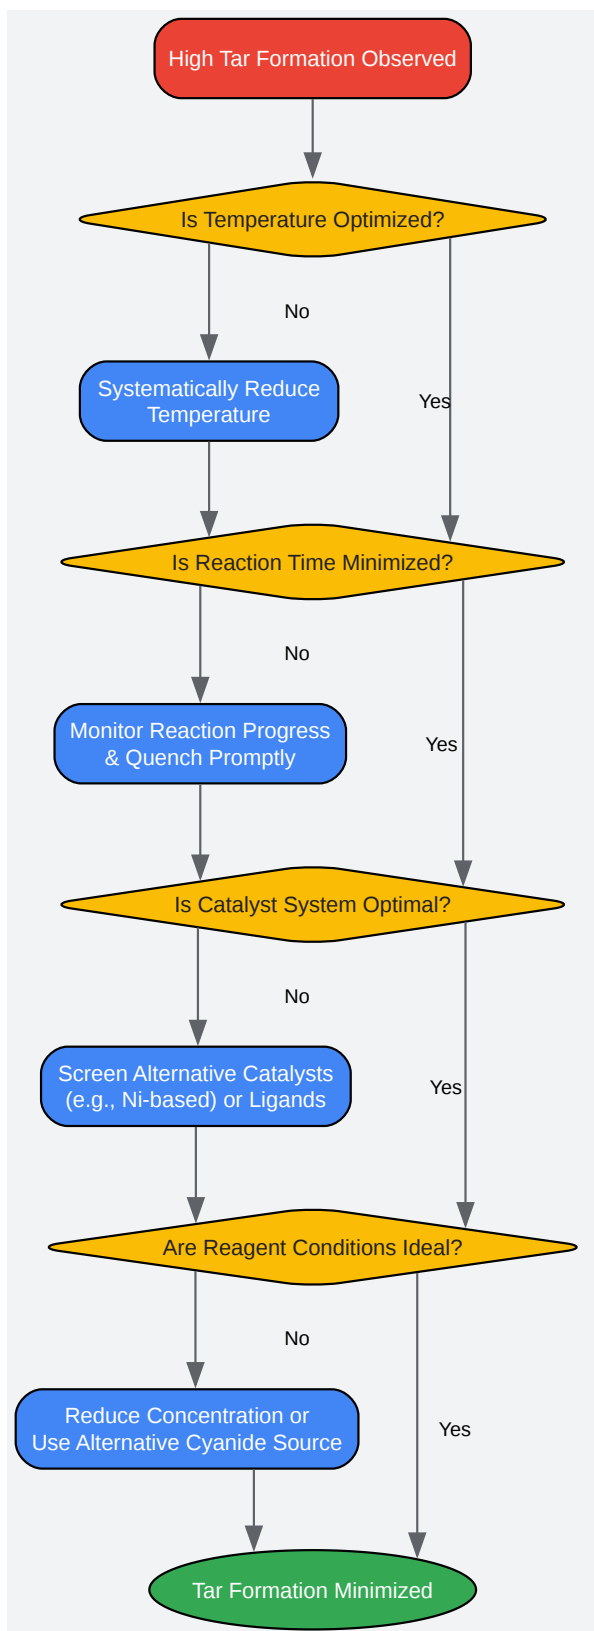 High Tar Formation Observed
Is Temperature Optimized?
No
Systematically Reduce
Temperature
Yes
Is Reaction Time Minimized?
No
Monitor Reaction Progress
& Quench Promptly
Yes
Is Catalyst System Optimal?
No
Screen Alternative Catalysts
(e.g., Ni-based) or Ligands
Yes
Are Reagent Conditions Ideal?
No
Reduce Concentration or
Use Alternative Cyanide Source
Yes
Tar Formation Minimized